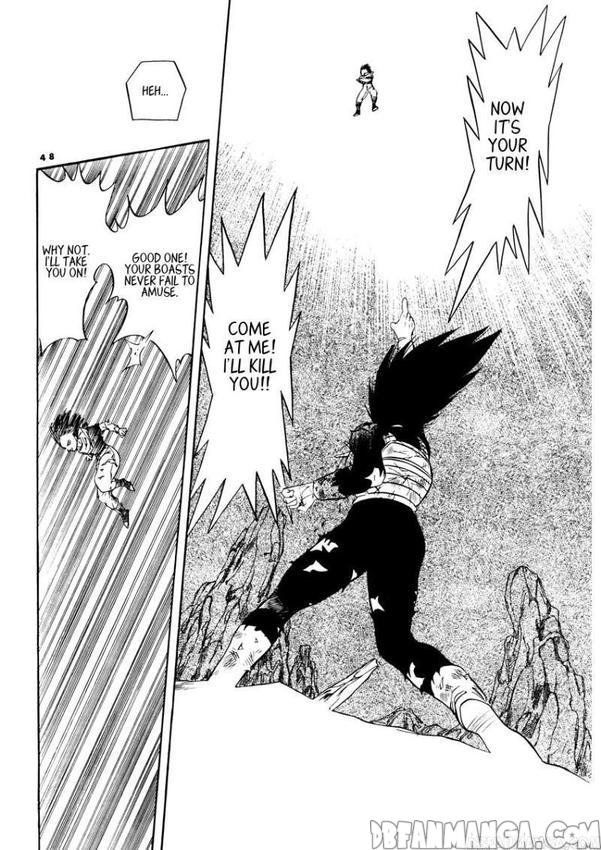 NOW
IT'S
YOUR
TURN!
COME
AT ME!
I'LL KILL
YOU!!
HEH...
GOOD ONE!
YOUR BOASTS
NEVER FAIL TO
AMUSE.
WHY NOT.
I'LL TAKE
YOU ON!
48
DBFANMANGA.COM